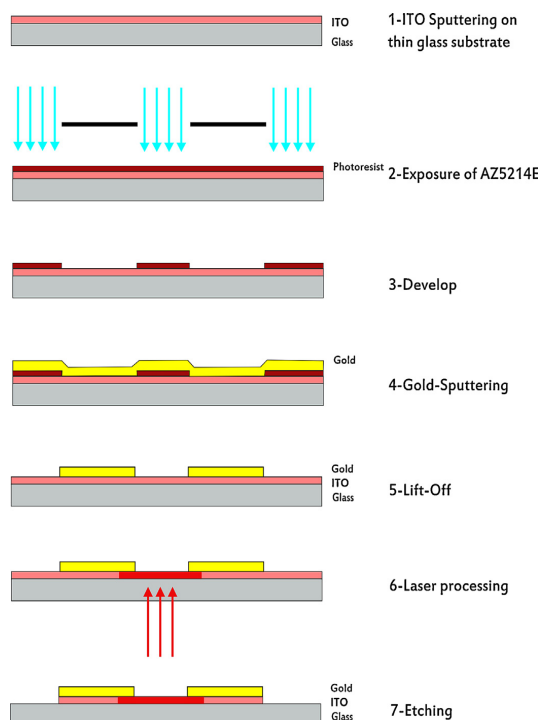 ITO
Glass
1-ITO Sputtering on
thin glass substrate
Photoresist
2-Exposure of AZ5214E
3-Develop
Gold
4-Gold-Sputtering
Gold
ITO
Glass
5-Lift-Off
6-Laser processing
Gold
ITO
Glass
7-Etching